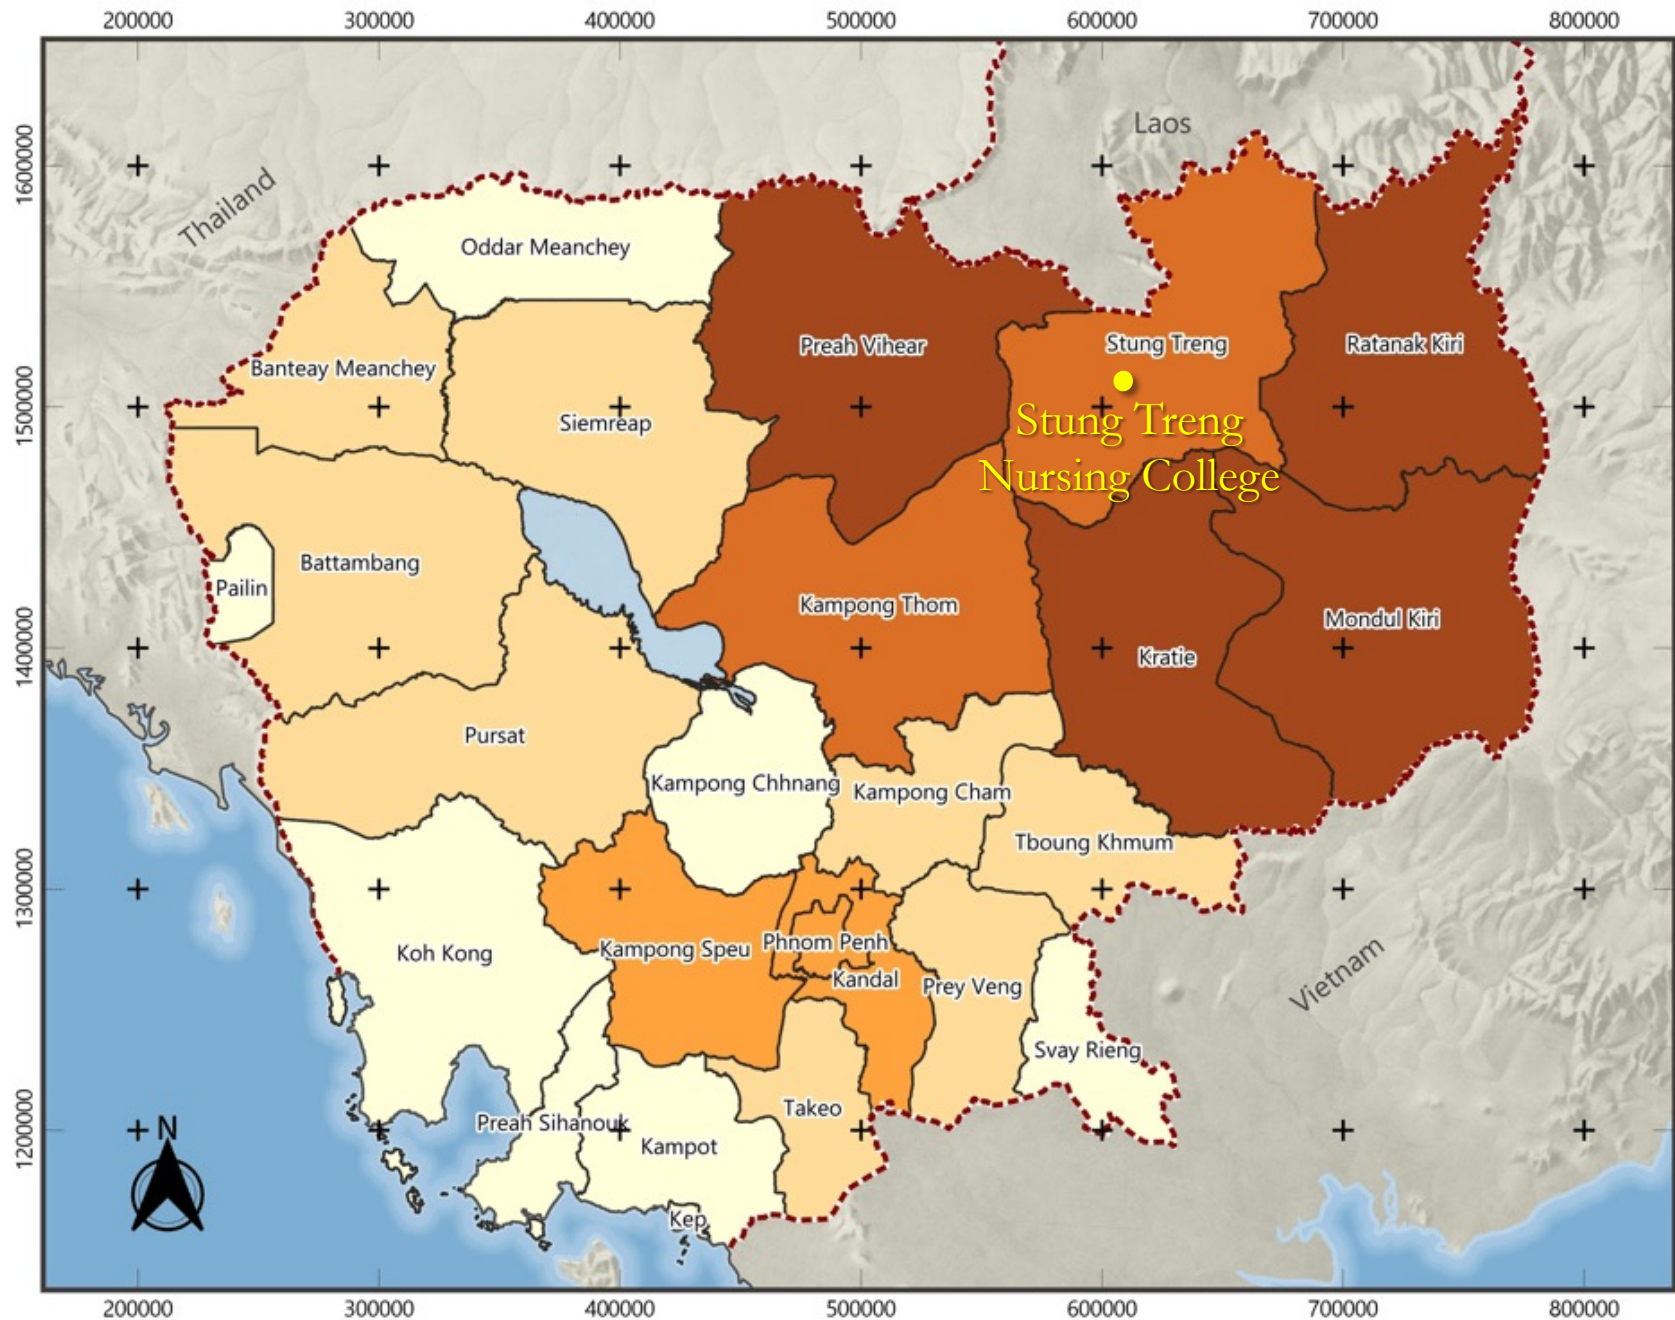 200000 300000 400000 500000 600000 700000 800000
Laos
1600000
Thailand
Oddar Meanchey
Preah Vihear
Stung Treng
Ratanak Kiri
Banteay Meanchey
1500000
Siemreap
Stung Treng
Nursing College
Battambang
Pailin
Kampong Thom
Mondul Kiri
1400000
Kratie
Pursat
Kampong Chhnang
Kampong Cham
Tboung Khmum
1300000
Koh Kong
Kampong Speu
Phnom Penh
Kandal
Prey Veng
Vietnam
Svay Rieng
Takeo
Preah Sihanouk
Kampot
1200000
N
Kep
200000 300000 400000 500000 600000 700000 800000